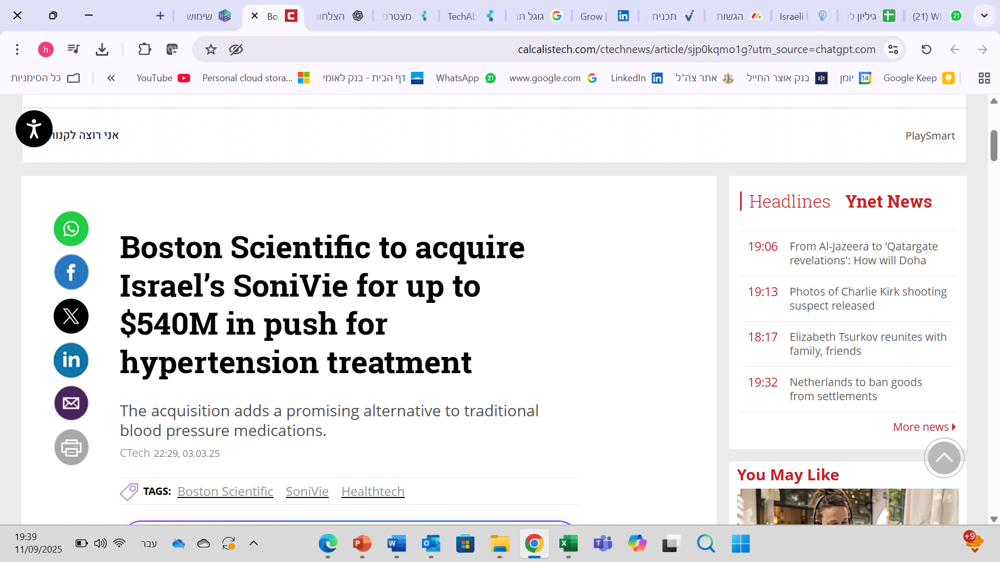 (21) Wh
גיליון לל
Israeli b
הגשות
תכנית
Grow |
גוגל תר
TechAb
מצטרפ
הצלחור
Bo
שימוש
calcalistech.com/ctechnews/article/sjp0kqmo1g?utm_source=chatgpt.com
h
Google Keep
יומן
14
בנק אוצר החייל
אתר צה"ל
LinkedIn
www.google.com
WhatsApp
21
דף הבית - בנק לאומי
Personal cloud stora...
YouTube
כל הסימניות
PlaySmart
אני רוצה לקנות
Boston Scientific to acquire
Israel’s SoniVie for up to
$540M in push for
hypertension treatment
The acquisition adds a promising alternative to traditional
blood pressure medications.
CTech 22:29, 03.03.25
TAGS: Boston Scientific SoniVie Healthtech
Headlines Ynet News
19:06 From Al-Jazeera to ‘Qatargate
revelations': How will Doha
19:13 Photos of Charlie Kirk shooting
suspect released
18:17 Elizabeth Tsurkov reunites with
family, friends
19:32 Netherlands to ban goods
from settlements
More news
You May Like
19:39
11/09/2025
עבר
+9